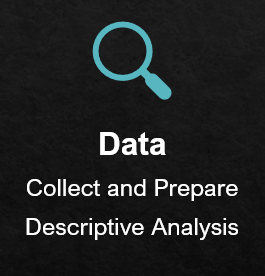 Data
Collect and Prepare
Descriptive Analysis